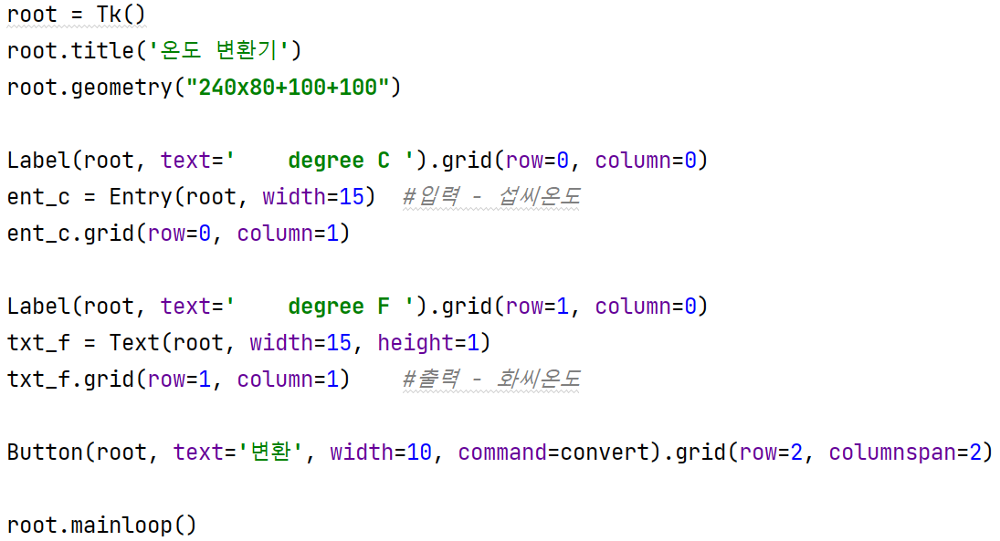 root = Tk()
root.title('온도 변환기')
root.geometry("240x80+100+100")
Label(root, text='    degree C ').grid(row=0, column=0)
ent_c = Entry(root, width=15)  #입력 - 섭씨온도
ent_c.grid(row=0, column=1)
Label(root, text='    degree F ').grid(row=1, column=0)
txt_f = Text(root, width=15, height=1)
txt_f.grid(row=1, column=1)    #출력 - 화씨온도
Button(root, text='변환', width=10, command=convert).grid(row=2, columnspan=2)
root.mainloop()